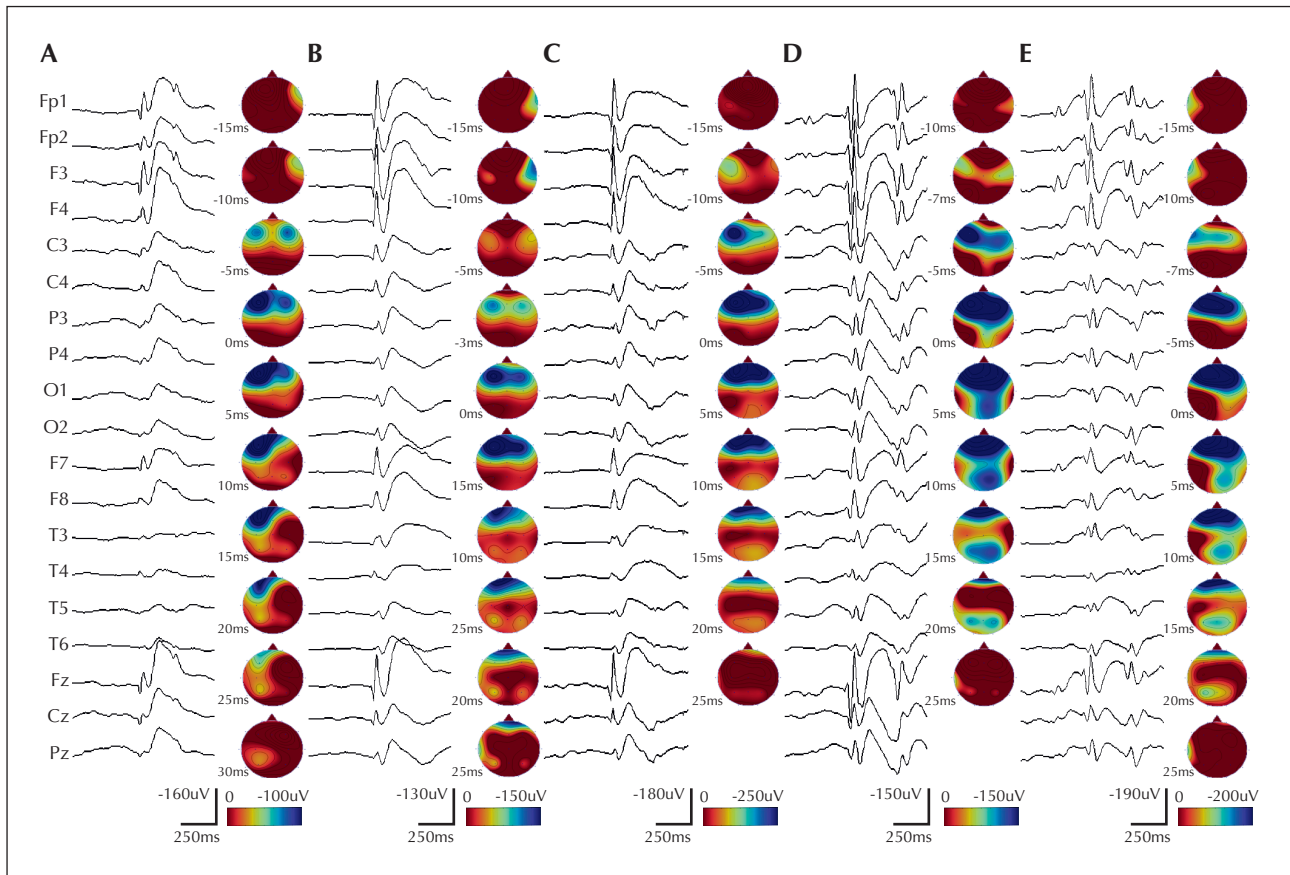 A B C D E
Fp1
-15ms -15ms -15ms -10ms -15ms
Fp2
F3
-10ms -10ms -10ms -7ms 10ms
F4
C3
-5ms -5ms -5ms -5ms -7ms
C4
P3
0ms -3ms 0ms 0ms -5ms
P4
O1
5ms 0ms 5ms 5ms 0ms
O2
F7
10ms 15ms 10ms 10ms 5ms
F8
T3
15ms 10ms 15ms 15ms 10ms
T4
T5
20ms 25ms 20ms 20ms 15ms
T6
Fz
25ms 20ms 25ms 25ms 20ms
Cz
Pz
30ms 25ms 25ms
-160uV 0 -100uV -130uV 0 -150uV -180uV 0 -250uV -150uV 0 -150uV -190uV 0 -200uV
250ms 250ms 250ms 250ms 250ms